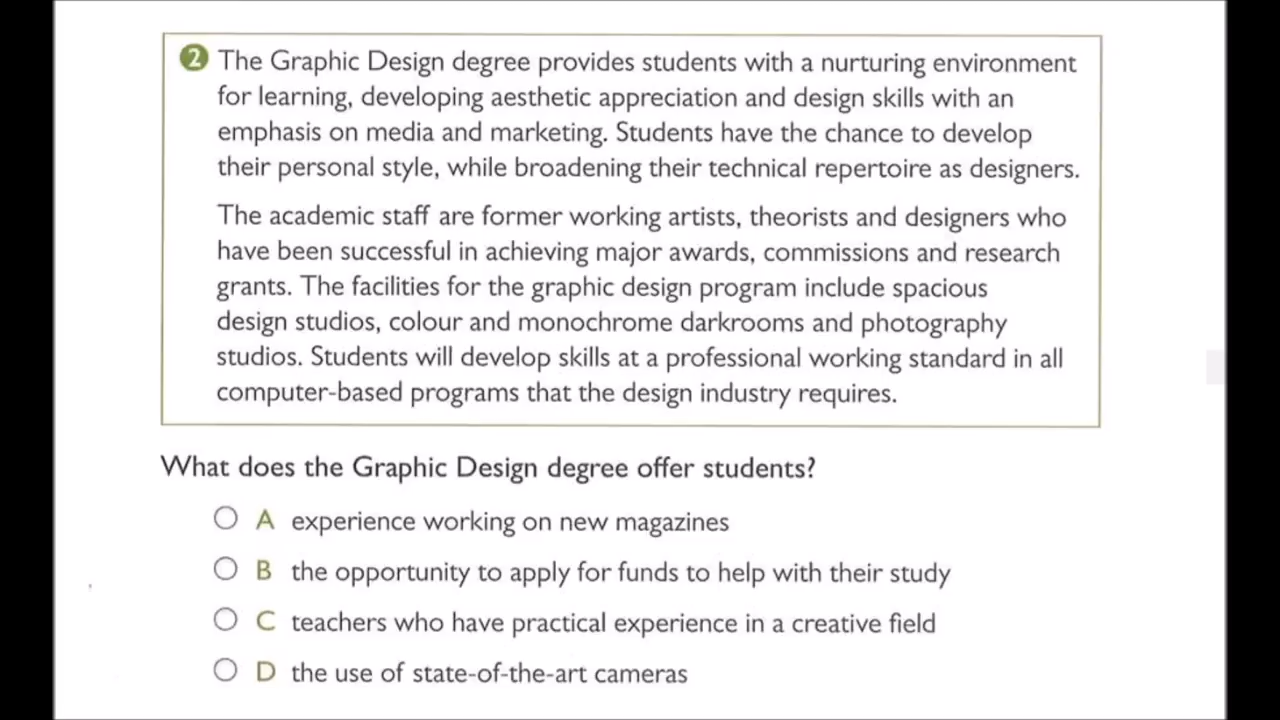 2 The Graphic Design degree provides students with a nurturing environment
for learning, developing aesthetic appreciation and design skills with an
emphasis on media and marketing. Students have the chance to develop
their personal style, while broadening their technical repertoire as designers.
The academic staff are former working artists, theorists and designers who
have been successful in achieving major awards, commissions and research
grants. The facilities for the graphic design program include spacious
design studios, colour and monochrome darkrooms and photography
studios. Students will develop skills at a professional working standard in all
computer-based programs that the design industry requires.
What does the Graphic Design degree offer students?
A experience working on new magazines
B the opportunity to apply for funds to help with their study
C teachers who have practical experience in a creative field
D the use of state-of-the-art cameras